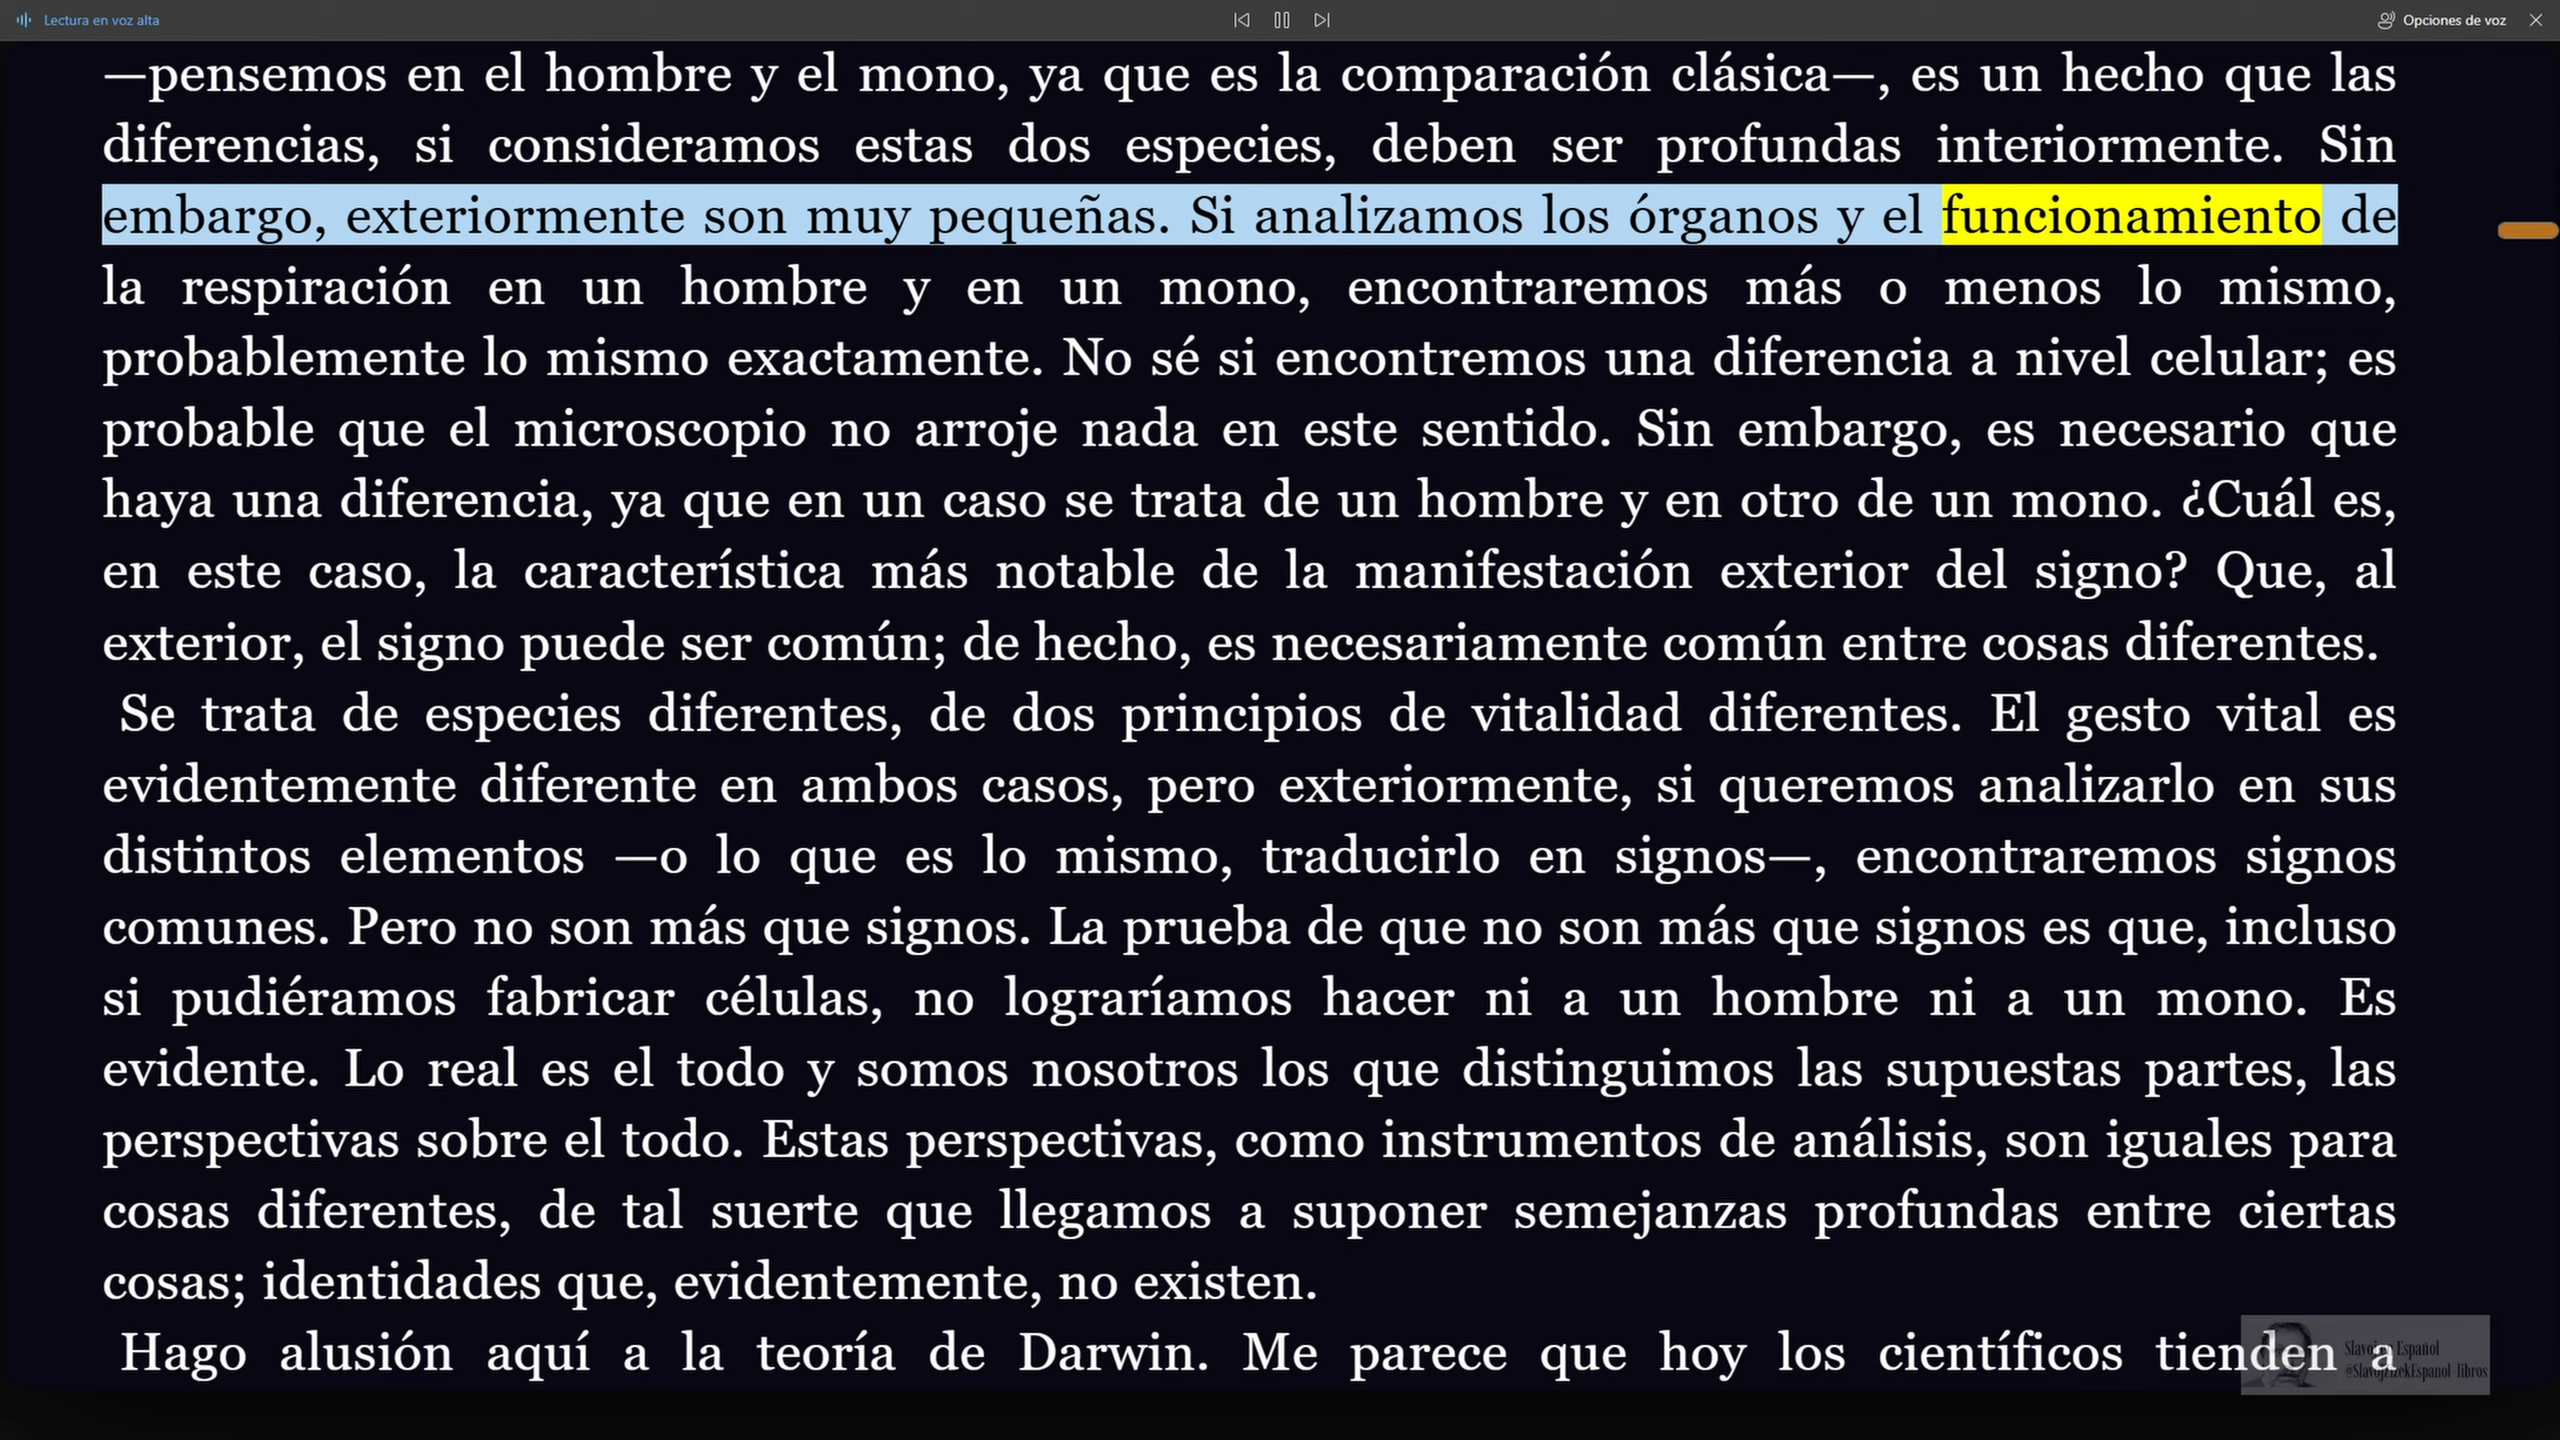 Lectura en voz alta
Opciones de voz
—pensemos en el hombre y el mono, ya que es la comparación clásica—, es un hecho que las
diferencias, si consideramos estas dos especies, deben ser profundas interiormente. Sin
embargo, exteriormente son muy pequeñas. Si analizamos los órganos y el funcionamiento de
la respiración en un hombre y en un mono, encontraremos más o menos lo mismo,
probablemente lo mismo exactamente. No sé si encontremos una diferencia a nivel celular; es
probable que el microscopio no arroje nada en este sentido. Sin embargo, es necesario que
haya una diferencia, ya que en un caso se trata de un hombre y en otro de un mono. ¿Cuál es,
en este caso, la característica más notable de la manifestación exterior del signo? Que, al
exterior, el signo puede ser común; de hecho, es necesariamente común entre cosas diferentes.
Se trata de especies diferentes, de dos principios de vitalidad diferentes. El gesto vital es
evidentemente diferente en ambos casos, pero exteriormente, si queremos analizarlo en sus
distintos elementos —o lo que es lo mismo, traducirlo en signos—, encontraremos signos
comunes. Pero no son más que signos. La prueba de que no son más que signos es que, incluso
si pudiéramos fabricar células, no lograríamos hacer ni a un hombre ni a un mono. Es
evidente. Lo real es el todo y somos nosotros los que distinguimos las supuestas partes, las
perspectivas sobre el todo. Estas perspectivas, como instrumentos de análisis, son iguales para
cosas diferentes, de tal suerte que llegamos a suponer semejanzas profundas entre ciertas
cosas; identidades que, evidentemente, no existen.
Hago alusión aquí a la teoría de Darwin. Me parece que hoy los científicos tienden a
Español